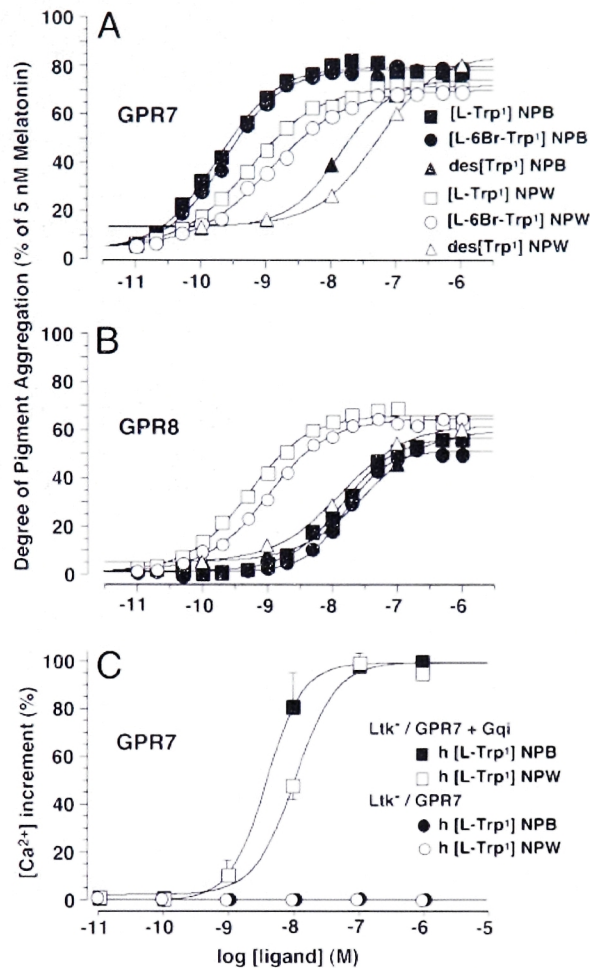 A
GPR7
100
80
60
40
20
0
-11 -10 -9 -8 -7 -6
[L-Trp¹] NPB
[L-6Br-Trp¹] NPB
des[Trp¹] NPB
[L-Trp¹] NPW
[L-6Br-Trp¹] NPW
des[Trp¹] NPW
Degree of Pigment Aggregation (% of 5 nM Melatonin)
B
GPR8
100
80
60
40
20
0
-11 -10 -9 -8 -7 -6
C
GPR7
[Ca²⁺] increment (%)
100
80
60
40
20
0
Ltk⁻ / GPR7 + Gqi
h [L-Trp¹] NPB
h [L-Trp¹] NPW
Ltk⁻ / GPR7
h [L-Trp¹] NPB
h [L-Trp¹] NPW
-11 -10 -9 -8 -7 -6 -5
log [ligand] (M)